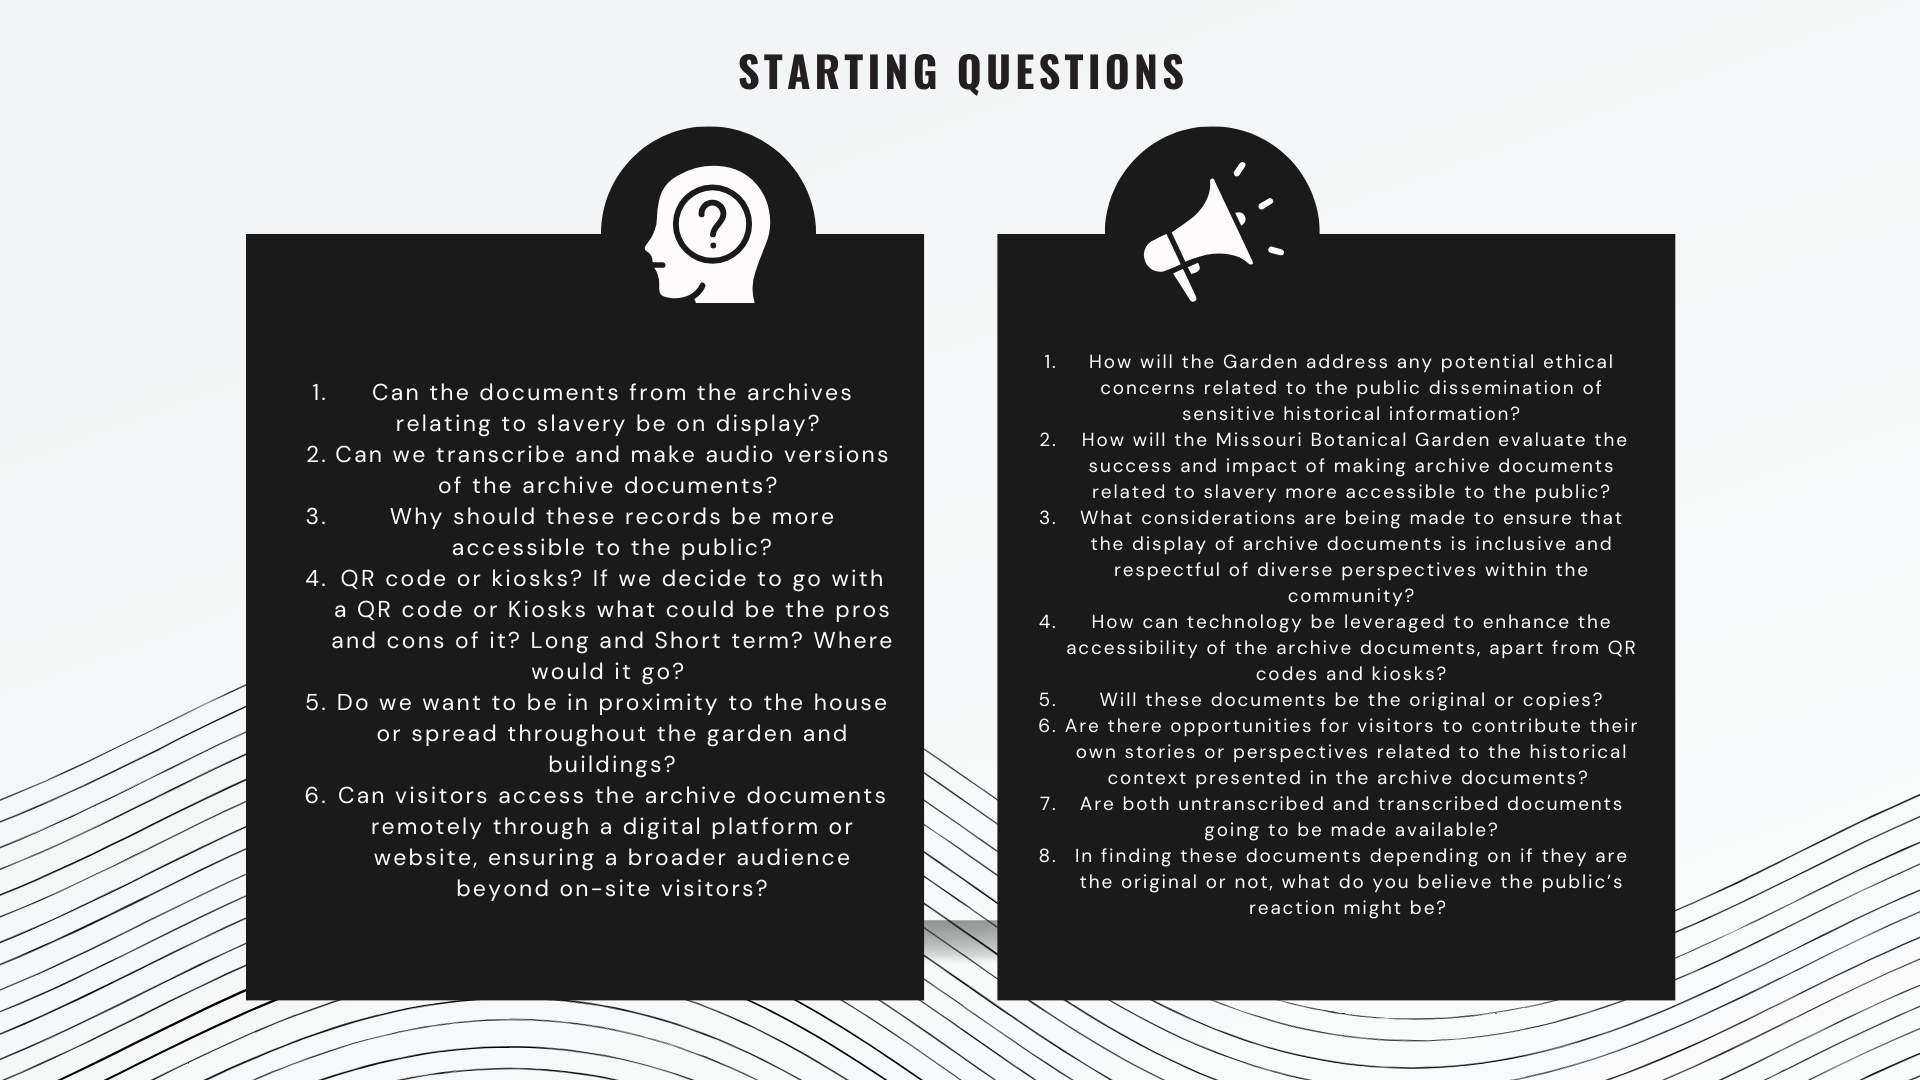 STARTING QUESTIONS
1. Can the documents from the archives
relating to slavery be on display?
2. Can we transcribe and make audio versions
of the archive documents?
3. Why should these records be more
accessible to the public?
4. QR code or kiosks? If we decide to go with
a QR code or Kiosks what could be the pros
and cons of it? Long and Short term? Where
would it go?
5. Do we want to be in proximity to the house
or spread throughout the garden and
buildings?
6. Can visitors access the archive documents
remotely through a digital platform or
website, ensuring a broader audience
beyond on-site visitors?
1. How will the Garden address any potential ethical
concerns related to the public dissemination of
sensitive historical information?
2. How will the Missouri Botanical Garden evaluate the
success and impact of making archive documents
related to slavery more accessible to the public?
3. What considerations are being made to ensure that
the display of archive documents is inclusive and
respectful of diverse perspectives within the
community?
4. How can technology be leveraged to enhance the
accessibility of the archive documents, apart from QR
codes and kiosks?
5. Will these documents be the original or copies?
6. Are there opportunities for visitors to contribute their
own stories or perspectives related to the historical
context presented in the archive documents?
7. Are both untranscribed and transcribed documents
going to be made available?
8. In finding these documents depending on if they are
the original or not, what do you believe the public’s
reaction might be?